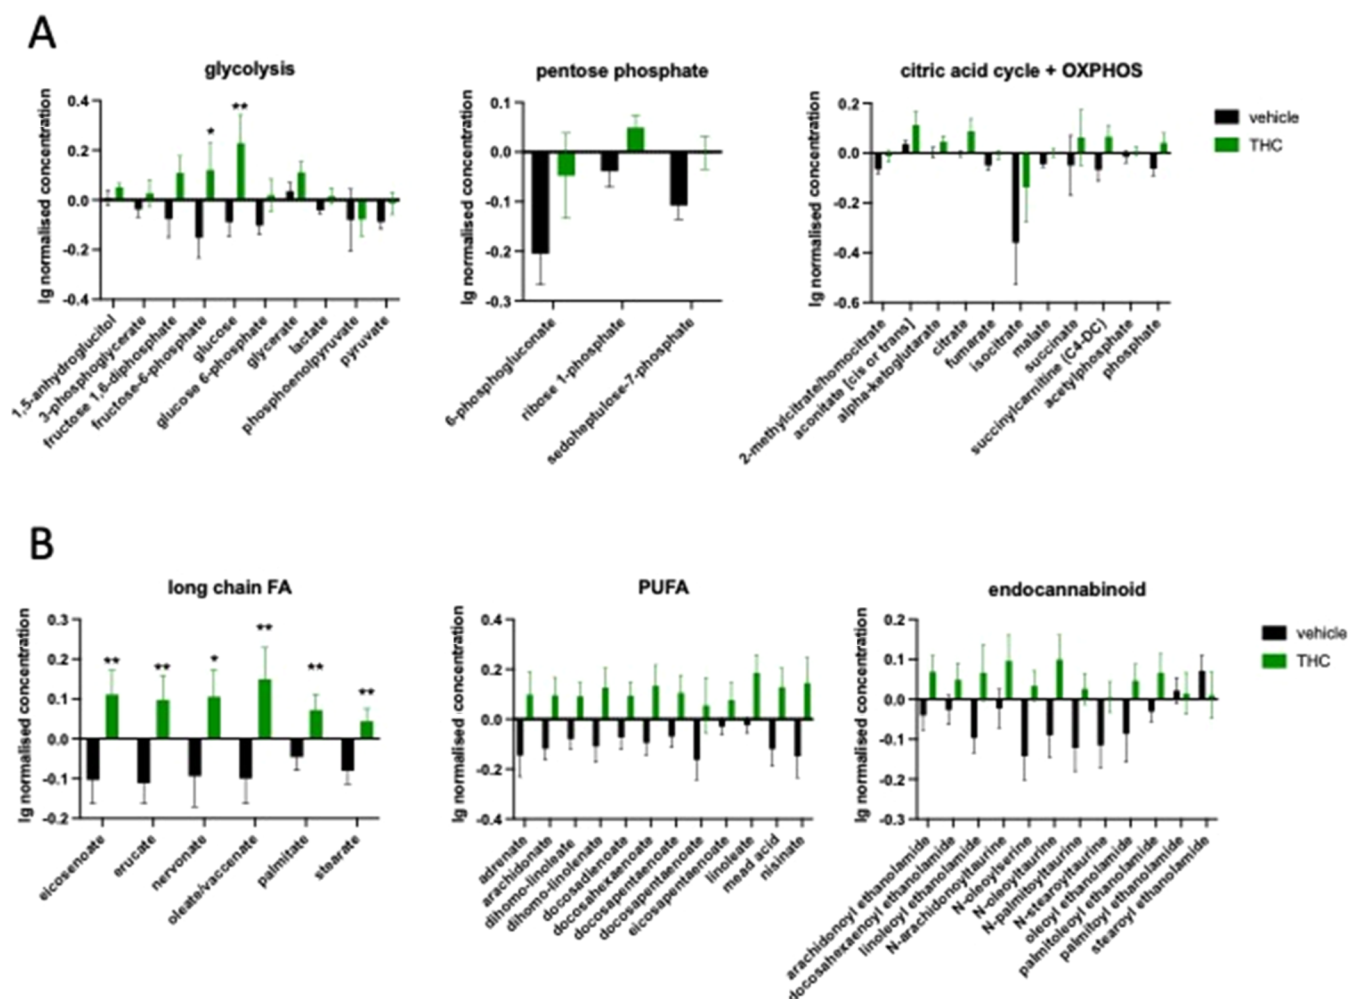 A
glycolysis
lg normalised concentration
0.4
0.2
0.0
-0.2
-0.4
*
**
1,5-anhydroglucitol
3-phosphoglycerate
fructose 1,6-diphosphate
fructose-6-phosphate
glucose
glucose 6-phosphate
glycerate
lactate
phosphoenolpyruvate
pyruvate
pentose phosphate
lg normalised concentration
0.1
0.0
-0.1
-0.2
-0.3
6-phosphogluconate
ribose 1-phosphate
sedoheptulose-7-phosphate
citric acid cycle + OXPHOS
lg normalised concentration
0.2
0.0
-0.2
-0.4
-0.6
2-methylcitrate/homocitrate
aconitate [cis or trans]
alpha-ketoglutarate
citrate
fumarate
isocitrate
malate
succinate
succinylcarnitine (C4-DC)
acetylphosphate
phosphate
vehicle
THC
B
long chain FA
lg normalised concentration
0.3
0.2
0.1
0.0
-0.1
-0.2
**
**
*
**
**
**
eicosenoate
erucate
nervonate
oleate/vaccenate
palmitate
stearate
PUFA
lg normalised concentration
0.4
0.2
0.0
-0.2
-0.4
adrenate
arachidonate
dihomo-linoleate
dihomo-linolenate
docosadienoate
docosahexaenoate
docosapentaenoate
docosapentaenoate
eicosapentaenoate
linoleate
mead acid
nisinate
endocannabinoid
lg normalised concentration
0.2
0.1
0.0
-0.1
-0.2
-0.3
arachidonoyl ethanolamide
docosahexaenoyl ethanolamide
linoleoyl ethanolamide
N-arachidonoyltaurine
N-oleoylserine
N-oleoyltaurine
N-palmitoyltaurine
N-stearoyltaurine
oleoyl ethanolamide
palmitoleoyl ethanolamide
palmitoyl ethanolamide
stearoyl ethanolamide
vehicle
THC